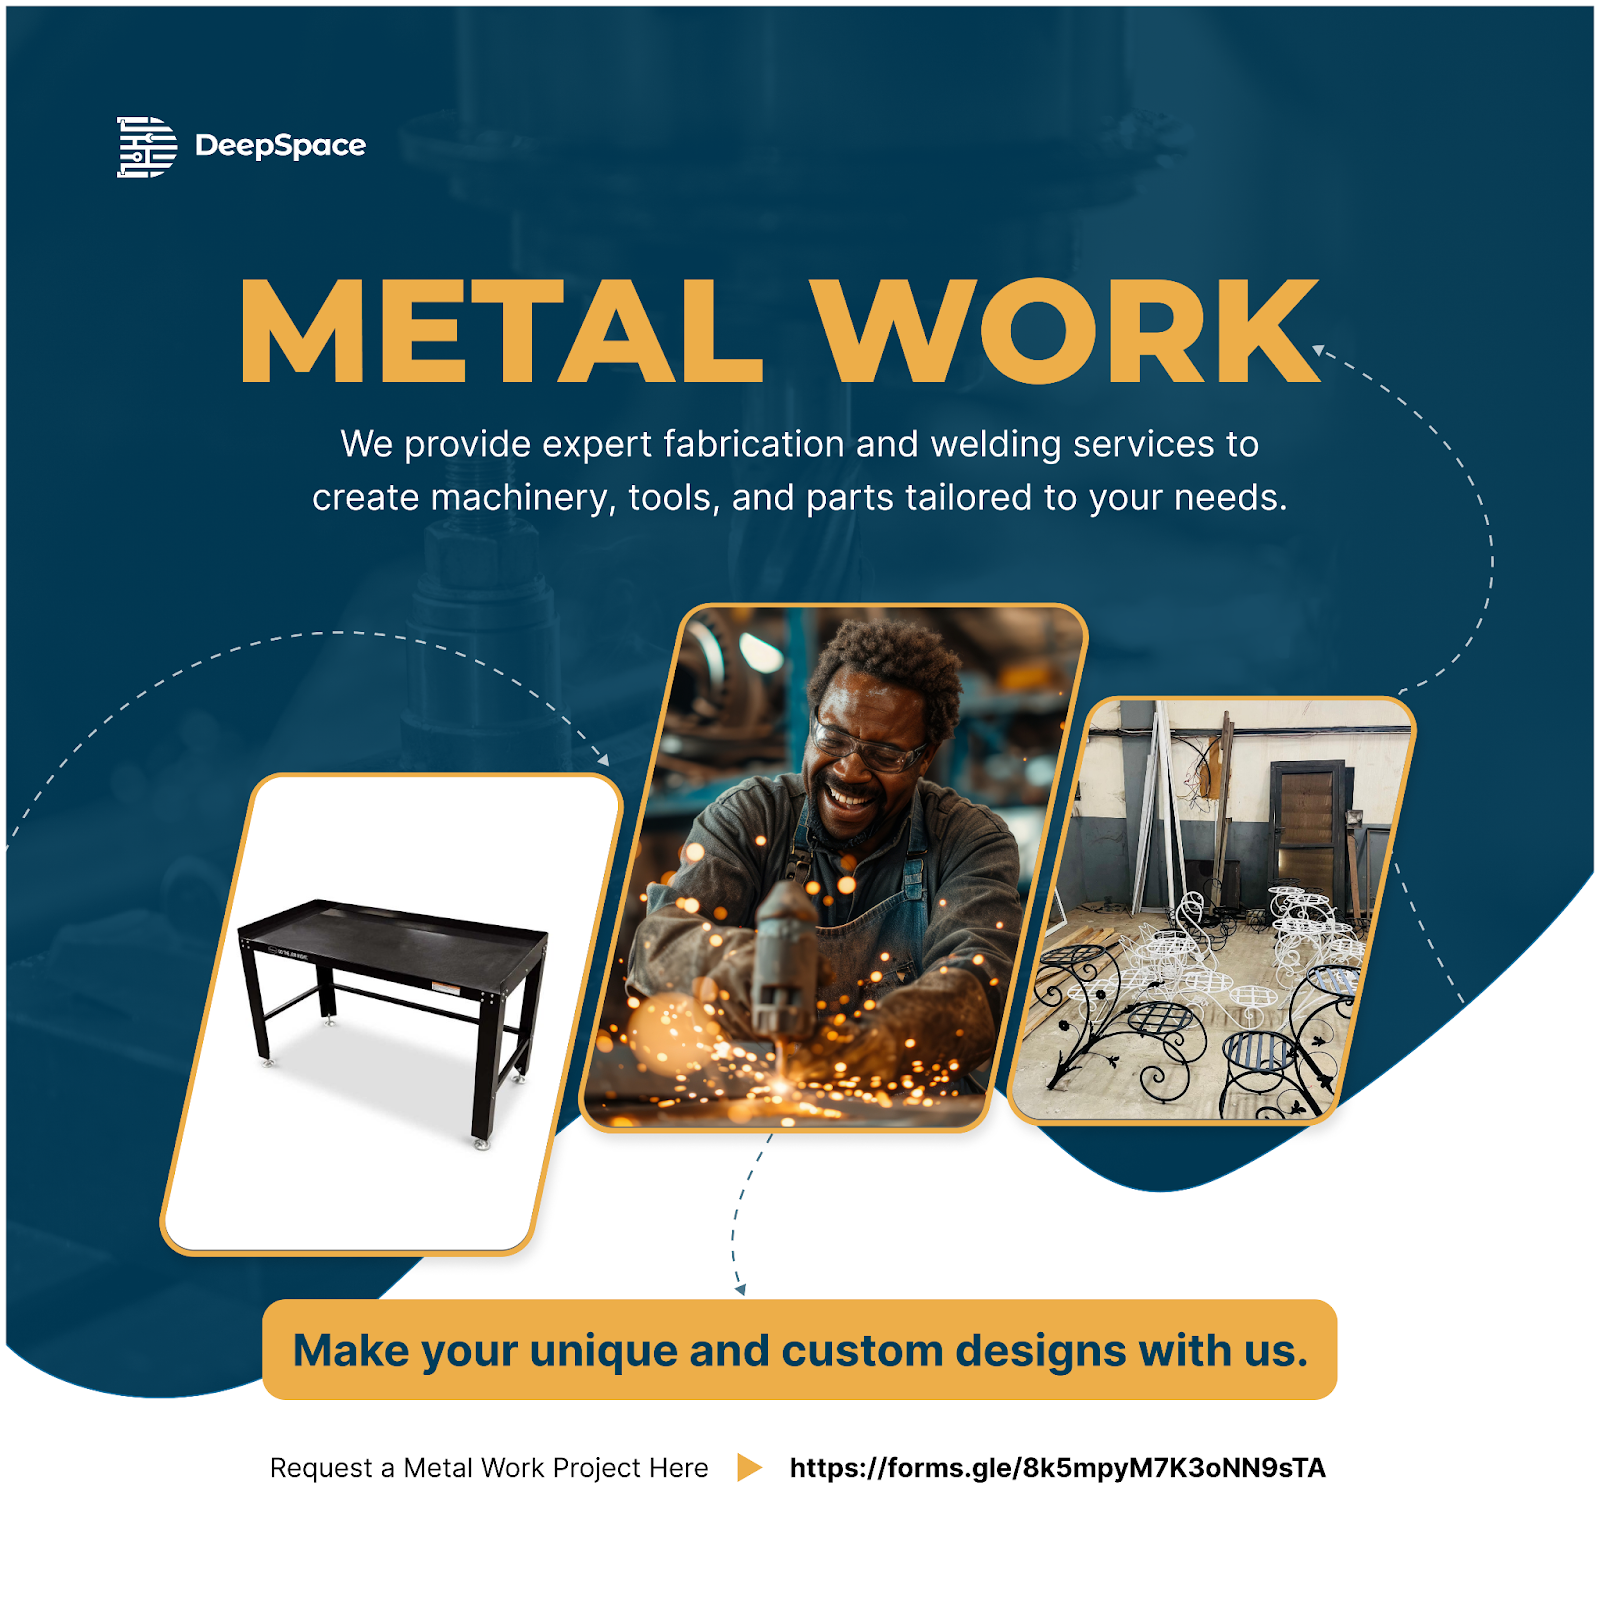 DeepSpace
METAL WORK
We provide expert fabrication and welding services to
create machinery, tools, and parts tailored to your needs.
Make your unique and custom designs with us.
Request a Metal Work Project Here
https://forms.gle/8k5mpyM7K3oNN9sTA